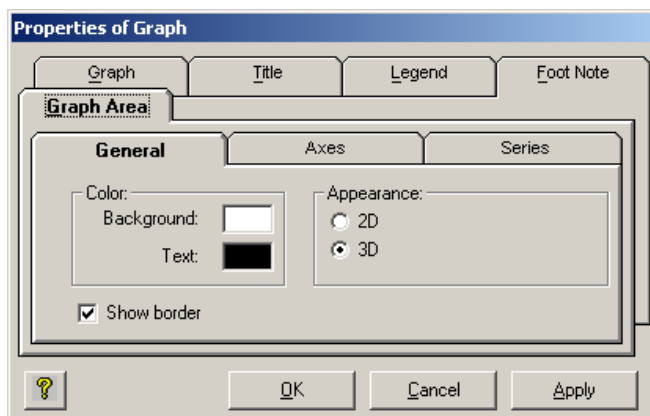 Properties of Graph
Graph Title Legend Foot Note
Graph Area
General Axes Series
Color: Appearance:
Background: 2D
Text: 3D
Show border
? OK Cancel Apply